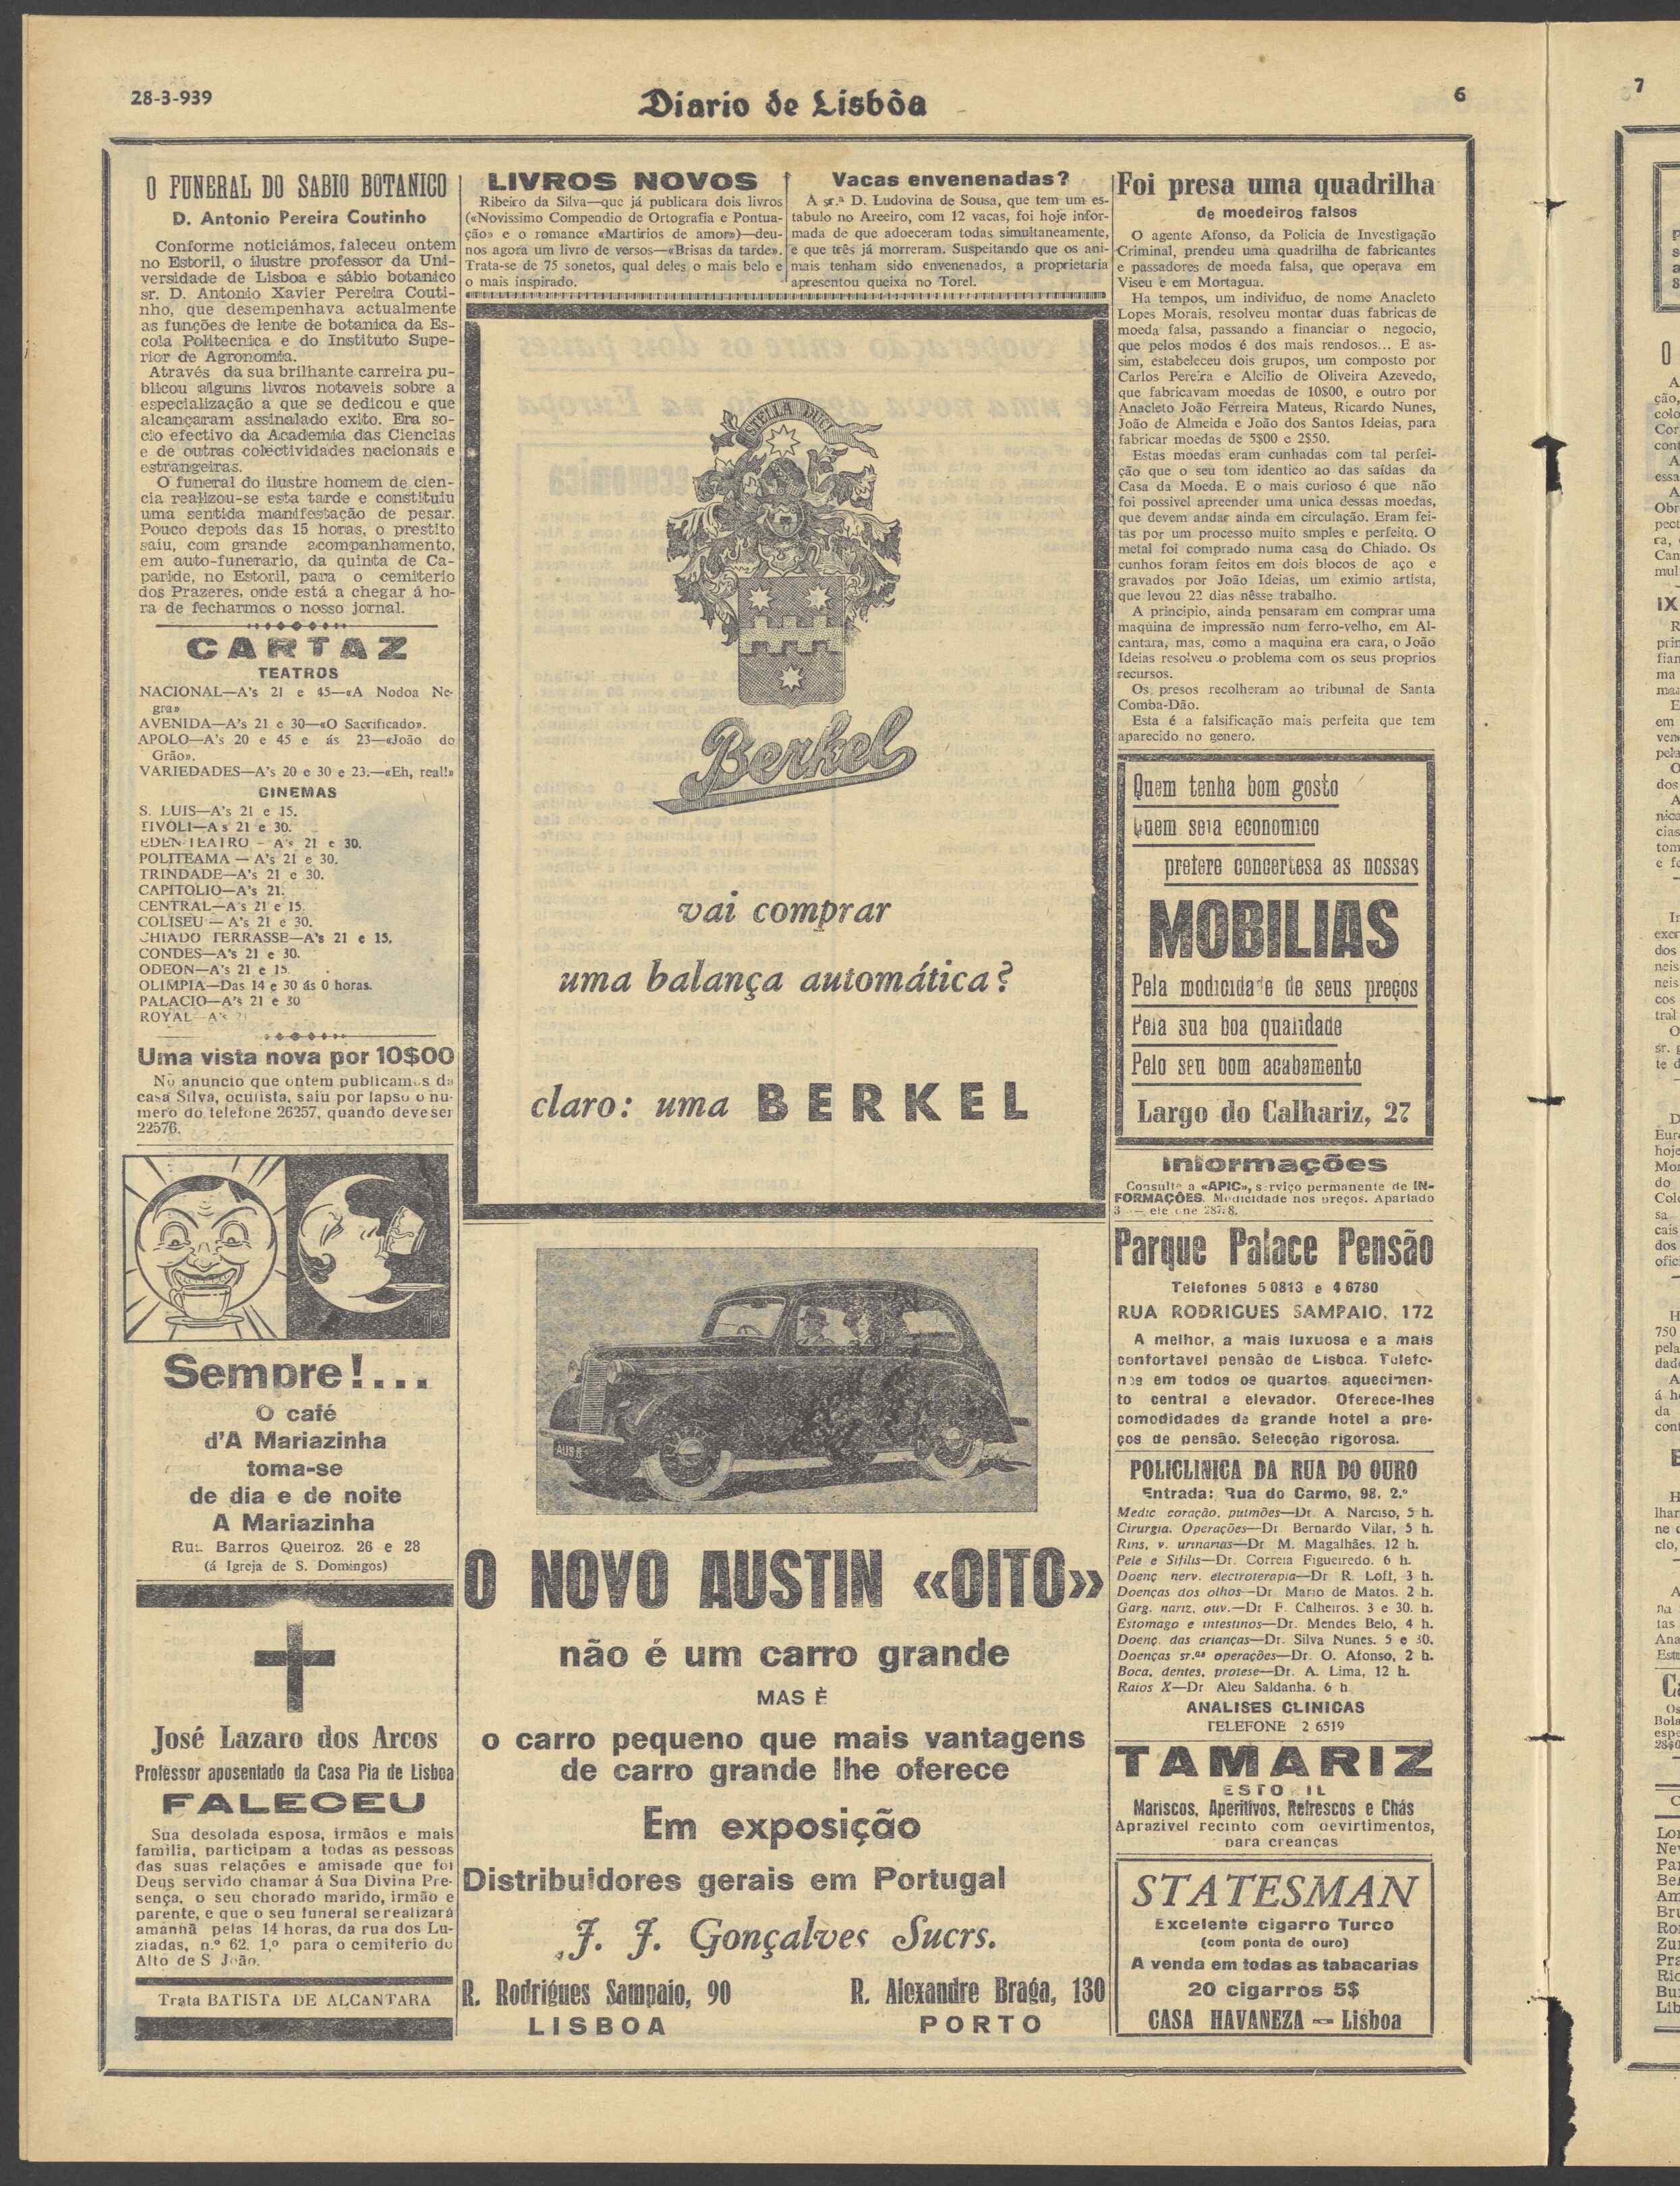 28-3-939
Diario de Lisbôa
6
O FUNERAL DO SABIO BOTANICO
D. Antonio Pereira Coutinho
Conforme noticiámos, faleceu ontem
no Estoril, o ilustre professor da Uni-
versidade de Lisboa e sábio botanico
sr. D. Antonio Xavier Pereira Couti-
nho, que desempenhava actualmente
as funções de lente de botanica da Es-
cola Politecnica e do Instituto Supe-
rior de Agronomia.
Através da sua brilhante carreira pu-
blicou alguns livros notaveis sobre a
especialização a que se dedicou e que
alcançaram assinalado exito. Era so-
cio efectivo da Academia das Ciencias
e de outras colectividades nacionais e
estrangeiras.
O funeral do ilustre homem de cien-
cia realizou-se esta tarde e constituiu
uma sentida manifestação de pesar.
Pouco depois das 15 horas, o prestito
saiu, com grande acompanhamento,
em auto-funerario, da quinta de Ca-
paride, no Estoril, para o cemiterio
dos Prazeres, onde está a chegar á ho-
ra de fecharmos o nosso jornal.
CARTAZ
TEATROS
NACIONAL—A's 21 e 45—«A Nodoa Ne-
gra»
AVENIDA—A's 21 e 30—«O Sacrificado».
APOLO—A's 20 e 45 e ás 23—«João do
Grão».
VARIEDADES—A's 20 e 30 e 23.—«Eh, real!»
CINEMAS
S. LUIS—A's 21 e 15.
TIVOLI—A s 21 e 30.
EDEN-TEATRO — A's 21 e 30.
POLITEAMA — A's 21 e 30.
TRINDADE—A's 21 e 30.
CAPITOLIO—A's 21.
CENTRAL—A's 21 e 15.
COLISEU — A's 21 e 30.
CHIADO TERRASSE—A's 21 e 15.
CONDES—A's 21 e 30.
ODEON—A's 21 e 15.
OLIMPIA—Das 14 e 30 ás 0 horas.
PALACIO—A's 21 e 30
ROYAL—A's 21
Uma vista nova por 10$00
No anuncio que ontem publicamos da
casa Silva, oculista, saiu por lapso o nu-
mero do telefone 26257, quando deve ser
22576.
Sempre!...
O café
d'A Mariazinha
toma-se
de dia e de noite
A Mariazinha
Rua Barros Queiroz. 26 e 28
(á Igreja de S. Domingos)
José Lazaro dos Arcos
Professor aposentado da Casa Pia de Lisboa
FALECEU
Sua desolada esposa, irmãos e mais
familia, participam a todas as pessoas
das suas relações e amisade que foi
Deus servido chamar á Sua Divina Pre-
sença, o seu chorado marido, irmão e
parente, e que o seu funeral se realizará
amanhã pelas 14 horas, da rua dos Lu-
ziadas, n.º 62. 1.º para o cemiterio do
Alto de S João.
Trata BATISTA DE ALCANTARA
LIVROS NOVOS
Ribeiro da Silva—que já publicara dois livros
(«Novissimo Compendio de Ortografia e Pontua-
ção» e o romance «Martirios de amor»)—deu-
nos agora um livro de versos—«Brisas da tarde».
Trata-se de 75 sonetos, qual deles o mais belo e
o mais inspirado.
Vacas envenenadas?
A sr.ª D. Ludovina de Sousa, que tem um es-
tabulo no Areeiro, com 12 vacas, foi hoje infor-
mada de que adoeceram todas simultaneamente,
e que três já morreram. Suspeitando que os ani-
mais tenham sido envenenados, a proprietaria
apresentou queixa no Torel.
STELLA DUCI
Berkel
vai comprar
uma balança automática?
claro: uma BERKEL
AUS 8
O NOVO AUSTIN «OITO»
não é um carro grande
MAS É
o carro pequeno que mais vantagens
de carro grande lhe oferece
Em exposição
Distribuidores gerais em Portugal
J. J. Gonçalves Sucrs.
R. Rodrigues Sampaio, 90
LISBOA
R. Alexandre Braga, 130
PORTO
Foi presa uma quadrilha
de moedeiros falsos
O agente Afonso, da Policia de Investigação
Criminal, prendeu uma quadrilha de fabricantes
e passadores de moeda falsa, que operava em
Viseu e em Mortagua.
Ha tempos, um individuo, de nome Anacleto
Lopes Morais, resolveu montar duas fabricas de
moeda falsa, passando a financiar o negocio,
que pelos modos é dos mais rendosos... E as-
sim, estabeleceu dois grupos, um composto por
Carlos Pereira e Alcilio de Oliveira Azevedo,
que fabricavam moedas de 10$00, e outro por
Anacleto João Ferreira Mateus, Ricardo Nunes,
João de Almeida e João dos Santos Ideias, para
fabricar moedas de 5$00 e 2$50.
Estas moedas eram cunhadas com tal perfei-
ção que o seu tom identico ao das saídas da
Casa da Moeda. E o mais curioso é que não
foi possivel apreender uma unica dessas moedas,
que devem andar ainda em circulação. Eram fei-
tas por um processo muito smples e perfeito. O
metal foi comprado numa casa do Chiado. Os
cunhos foram feitos em dois blocos de aço e
gravados por João Ideias, um eximio artista,
que levou 22 dias nêsse trabalho.
A principio, ainda pensaram em comprar uma
maquina de impressão num ferro-velho, em Al-
cantara, mas, como a maquina era cara, o João
Ideias resolveu o problema com os seus proprios
recursos.
Os presos recolheram ao tribunal de Santa
Comba-Dão.
Esta é a falsificação mais perfeita que tem
aparecido no genero.
Quem tenha bom gosto
Quem seja economico
prefere concertesa as nossas
MOBILIAS
Pela modicidade de seus preços
Pela sua boa qualidade
Pelo seu bom acabamento
Largo do Calhariz, 27
Informações
Consulte a «APIC», serviço permanente de IN-
FORMAÇÕES. Modicidade nos preços. Apartado
Parque Palace Pensão
Telefones 5 0813 e 4 6780
RUA RODRIGUES SAMPAIO, 172
A melhor, a mais luxuosa e a mais
confortavel pensão de Lisboa. Telefo-
nes em todos os quartos aquecimen-
to central e elevador. Oferece-lhes
comodidades de grande hotel a pre-
ços de pensão. Selecção rigorosa.
POLICLINICA DA RUA DO OURO
Entrada: Rua do Carmo, 98. 2.º
Medic coração, pulmões—Dr. A. Narciso, 5 h.
Cirurgia. Operações—Dr. Bernardo Vilar, 5 h.
Rins, v. urinarias—Dr M. Magalhães. 12 h.
Pele e Sifilis—Dr. Correia Figueiredo. 6 h.
Doenç nerv. electroterapia—Dr R. Loff, 3 h.
Doenças dos olhos—Dr. Mario de Matos. 2 h.
Garg. nariz, ouv.—Dr F. Calheiros. 3 e 30. h.
Estomago e intestinos—Dr. Mendes Belo, 4 h.
Doenç. das crianças—Dr. Silva Nunes. 5 e 30.
Doenças sr.as operações—Dr. O. Afonso, 2 h.
Boca, dentes, protese—Dr. A. Lima, 12 h.
Raios X—Dr Aleu Saldanha. 6 h
ANALISES CLINICAS
TELEFONE 2 6519
TAMARIZ
ESTORIL
Mariscos, Aperitivos, Refrescos e Chás
Aprazivel recinto com devirtimentos,
para creanças
STATESMAN
Excelente cigarro Turco
(com ponta de ouro)
A venda em todas as tabacarias
20 cigarros 5$
CASA HAVANEZA — Lisboa
7